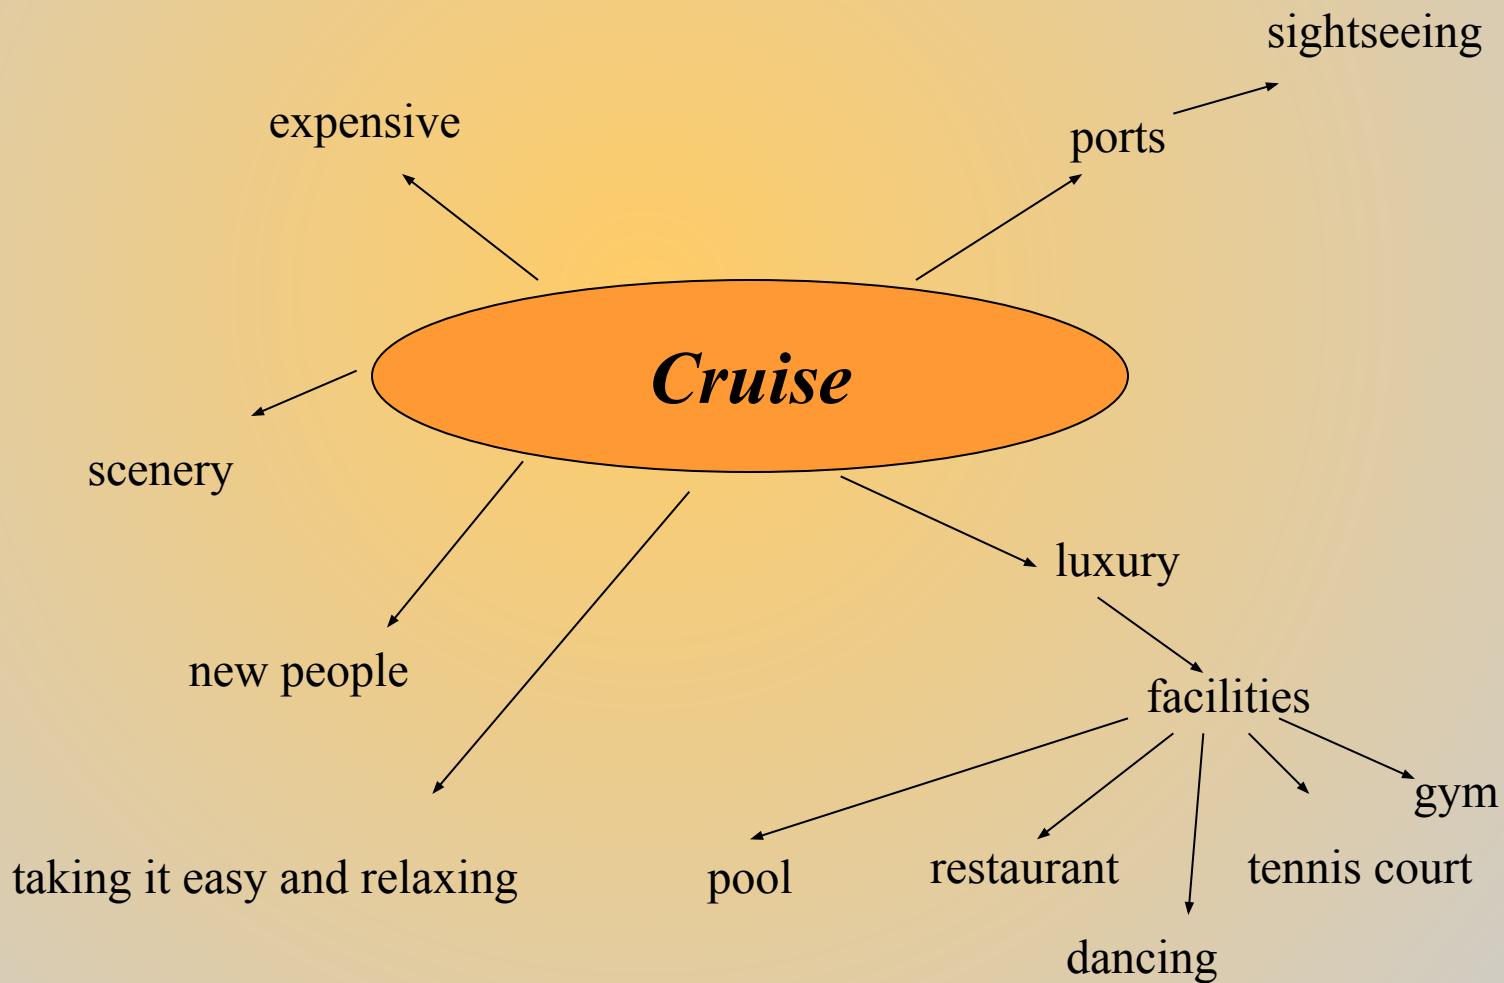 sightseeing
expensive
ports
Cruise
scenery
luxury
new people
facilities
gym
taking it easy and relaxing
pool
restaurant
tennis court
dancing